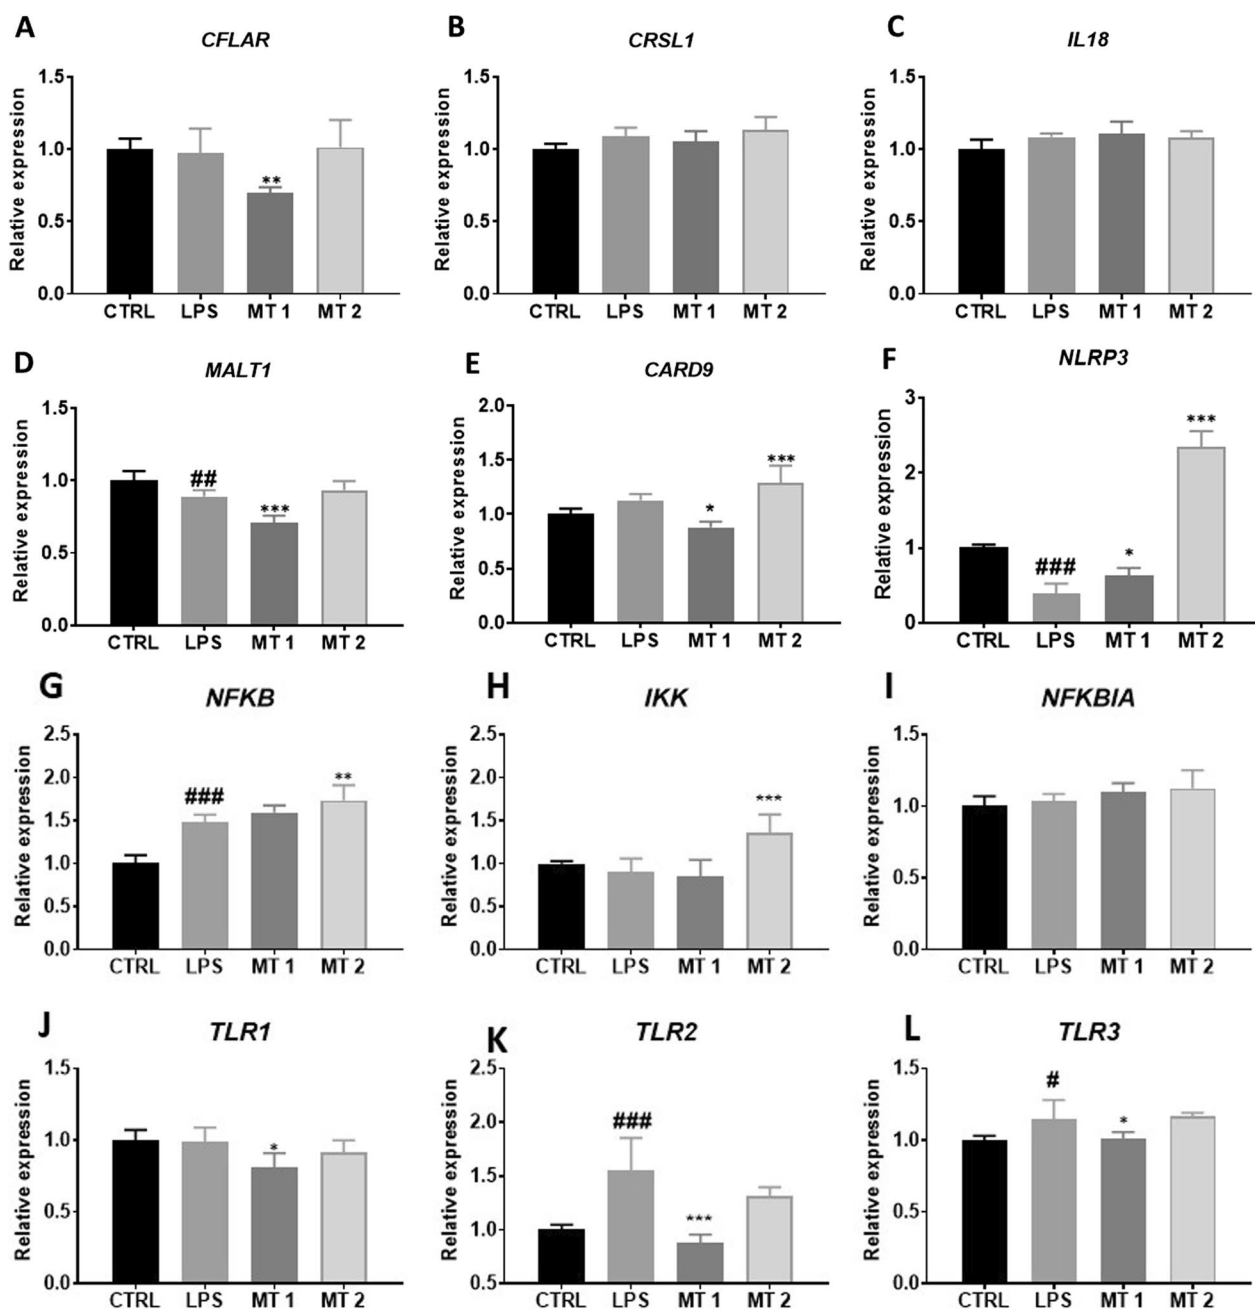 A
CFLAR
Relative expression
1.5
1.0
0.5
0.0
**
CTRL LPS MT 1 MT 2
B
CRSL1
Relative expression
1.5
1.0
0.5
0.0
CTRL LPS MT 1 MT 2
C
IL18
Relative expression
1.5
1.0
0.5
0.0
CTRL LPS MT 1 MT 2
D
MALT1
Relative expression
1.5
1.0
0.5
0.0
##
***
CTRL LPS MT 1 MT 2
E
CARD9
Relative expression
2.0
1.5
1.0
0.5
0.0
*
***
CTRL LPS MT 1 MT 2
F
NLRP3
Relative expression
3
2
1
0
###
*
***
CTRL LPS MT 1 MT 2
G
NFKB
Relative expression
2.5
2.0
1.5
1.0
0.5
0.0
###
**
CTRL LPS MT 1 MT 2
H
IKK
Relative expression
2.5
2.0
1.5
1.0
0.5
0.0
***
CTRL LPS MT 1 MT 2
I
NFKBIA
Relative expression
1.5
1.0
0.5
0.0
CTRL LPS MT 1 MT 2
J
TLR1
Relative expression
1.5
1.0
0.5
0.0
*
CTRL LPS MT 1 MT 2
K
TLR2
Relative expression
2.5
2.0
1.5
1.0
0.5
###
***
CTRL LPS MT 1 MT 2
L
TLR3
Relative expression
1.5
1.0
0.5
0.0
#
*
CTRL LPS MT 1 MT 2